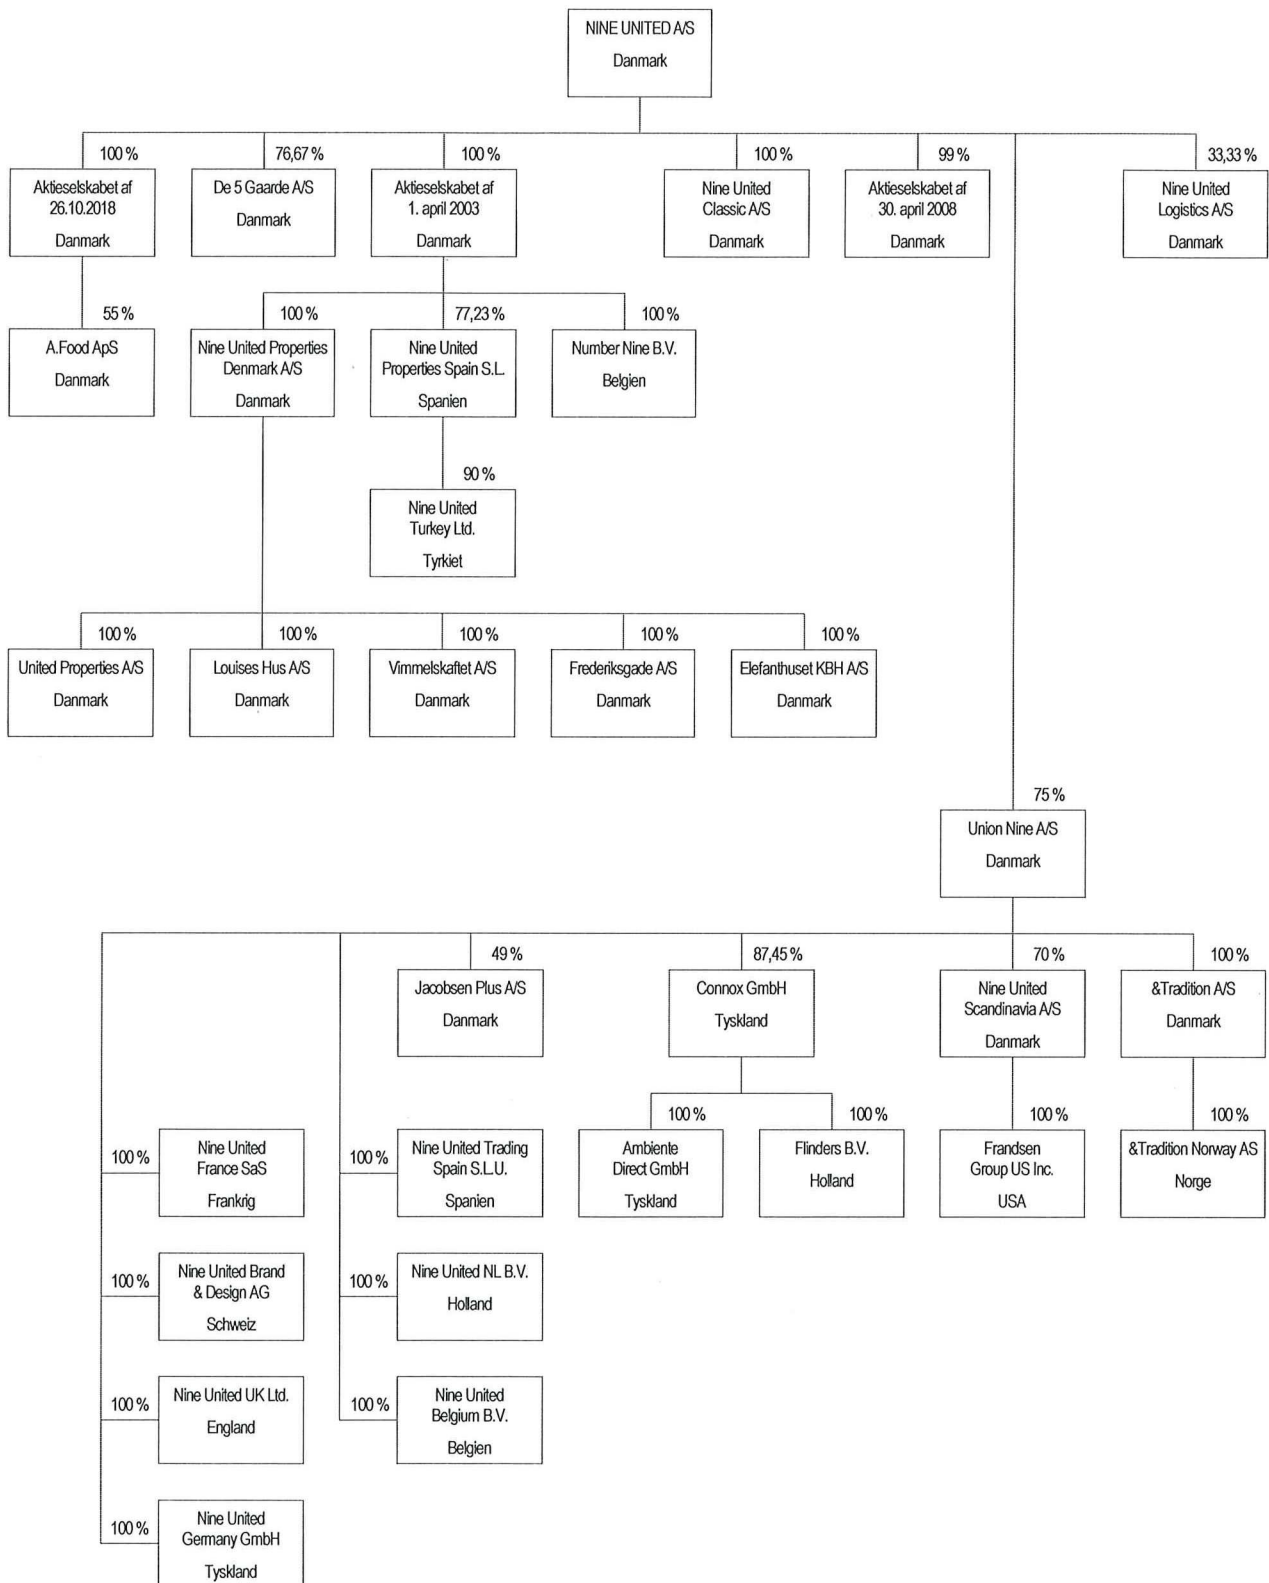 NINE UNITED A/S
Danmark
100 %
76,67 %
100 %
100 %
99 %
33,33 %
Aktieselskabet af
26.10.2018
Danmark
De 5 Gaarde A/S
Danmark
Aktieselskabet af
1. april 2003
Danmark
Nine United
Classic A/S
Danmark
Aktieselskabet af
30. april 2008
Danmark
Nine United
Logistics A/S
Danmark
55 %
100 %
77,23 %
100 %
A.Food ApS
Danmark
Nine United Properties
Denmark A/S
Danmark
Nine United
Properties Spain S.L.
Spanien
Number Nine B.V.
Belgien
90 %
Nine United
Turkey Ltd.
Tyrkiet
100 %
100 %
100 %
100 %
100 %
United Properties A/S
Danmark
Louises Hus A/S
Danmark
Vimmelskaftet A/S
Danmark
Frederiksgade A/S
Danmark
Elefanthuset KBH A/S
Danmark
75 %
Union Nine A/S
Danmark
49 %
87,45 %
70 %
100 %
Jacobsen Plus A/S
Danmark
Connox GmbH
Tyskland
Nine United
Scandinavia A/S
Danmark
&Tradition A/S
Danmark
100 %
100 %
100 %
100 %
100 %
Nine United
France SaS
Frankrig
100 %
Nine United Trading
Spain S.L.U.
Spanien
Ambiente
Direct GmbH
Tyskland
Flinders B.V.
Holland
Frandsen
Group US Inc.
USA
&Tradition Norway AS
Norge
100 %
Nine United Brand
& Design AG
Schweiz
100 %
Nine United NL B.V.
Holland
100 %
Nine United UK Ltd.
England
100 %
Nine United
Belgium B.V.
Belgien
100 %
Nine United
Germany GmbH
Tyskland